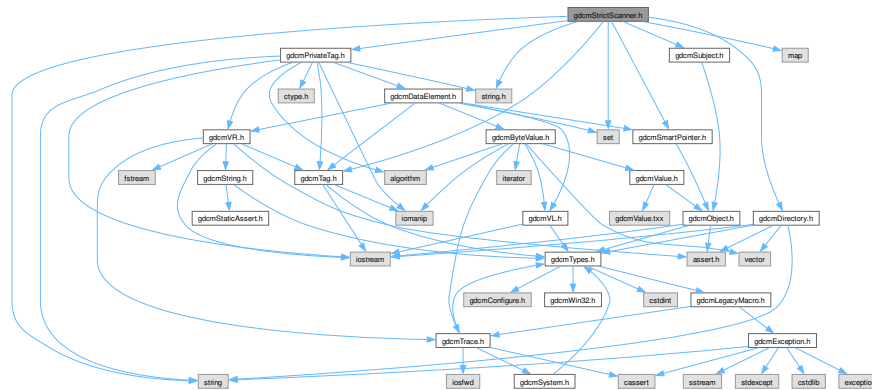 gdcmStrictScanner.h
gdcmPrivateTag.h
gdcmSubject.h
map
ctype.h
gdcmDataElement.h
string.h
gdcmVR.h
gdcmByteValue.h
set
gdcmSmartPointer.h
fstream
gdcmString.h
gdcmTag.h
algorithm
iterator
gdcmValue.h
gdcmStaticAssert.h
iomanip
gdcmVL.h
gdcmValue.txx
gdcmObject.h
gdcmDirectory.h
iostream
gdcmTypes.h
assert.h
vector
gdcmConfigure.h
gdcmWin32.h
cstdint
gdcmLegacyMacro.h
gdcmTrace.h
gdcmException.h
string
iosfwd
gdcmSystem.h
cassert
sstream
stdexcept
cstdlib
exception